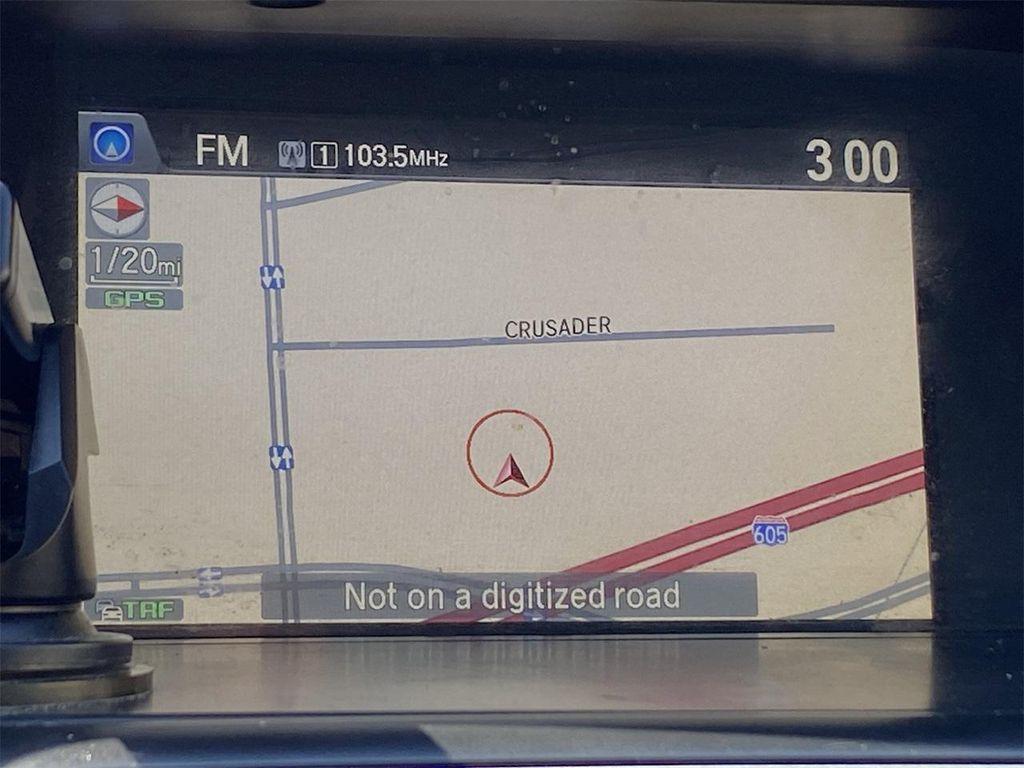 FM 1 103.5MHz 3 00
1/20mi
GPS
CRUSADER
605
Not on a digitized road
TRF